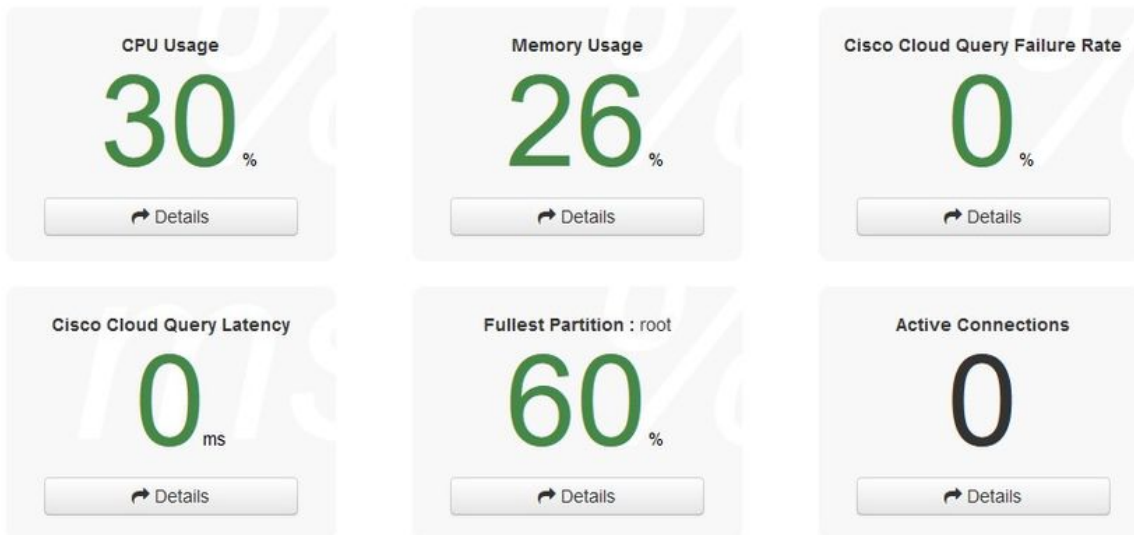 CPU Usage
30 %
Details
Memory Usage
26 %
Details
Cisco Cloud Query Failure Rate
0 %
Details
Cisco Cloud Query Latency
0 ms
Details
Fullest Partition : root
60 %
Details
Active Connections
0
Details